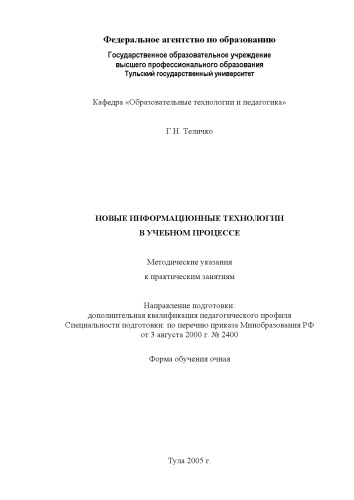 Федеральное агентство по образованию
Государственное образовательное учреждение
высшего профессионального образования
Тульский государственный университет
Кафедра «Образовательные технологии и педагогика»
Г.Н. Теличко
НОВЫЕ ИНФОРМАЦИОННЫЕ ТЕХНОЛОГИИ
В УЧЕБНОМ ПРОЦЕССЕ
Методические указания
к практическим занятиям
Направление подготовки:
дополнительная квалификация педагогического профиля
Специальности подготовки: по перечню приказа Минобразования РФ
от 3 августа 2000 г. № 2400
Форма обучения очная
Тула 2005 г.